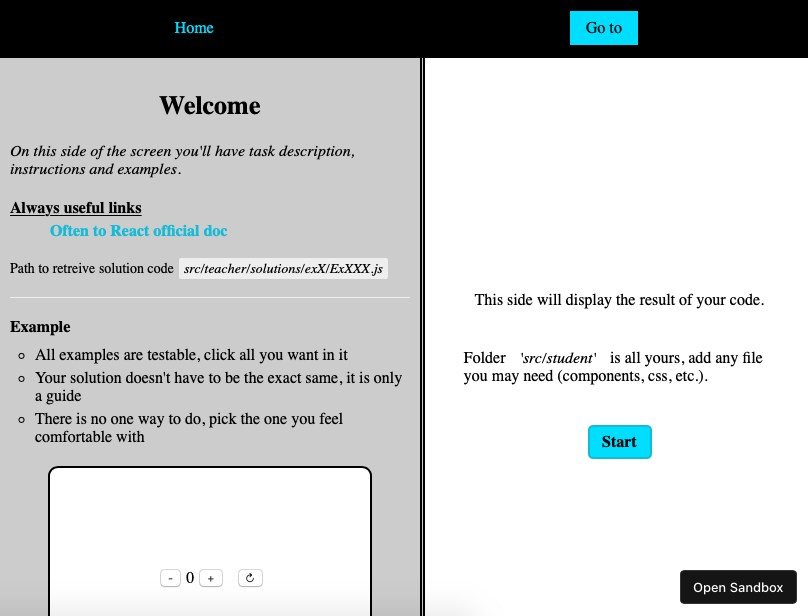 Home
Go to
Welcome
On this side of the screen you'll have task description,
instructions and examples.
Always useful links
Often to React official doc
Path to retreive solution code src/teacher/solutions/exX/ExXXX.js
Example
All examples are testable, click all you want in it
Your solution doesn't have to be the exact same, it is only
a guide
There is no one way to do, pick the one you feel
comfortable with
- 0 + ↻
This side will display the result of your code.
Folder 'src/student' is all yours, add any file
you may need (components, css, etc.).
Start
Open Sandbox